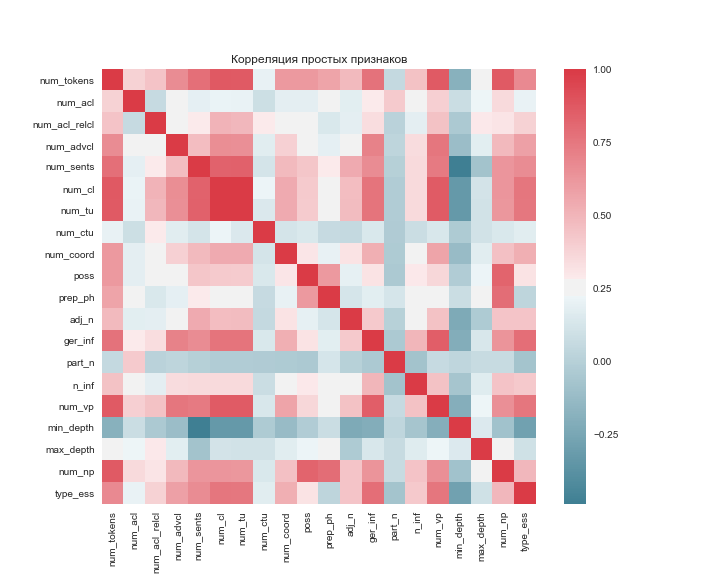 Корреляция простых признаков
num_tokens
num_acl
num_acl_relcl
num_advcl
num_sents
num_cl
num_tu
num_ctu
num_coord
poss
prep_ph
adj_n
ger_inf
part_n
n_inf
num_vp
min_depth
max_depth
num_np
type_ess
num_tokens
num_acl
num_acl_relcl
num_advcl
num_sents
num_cl
num_tu
num_ctu
num_coord
poss
prep_ph
adj_n
ger_inf
part_n
n_inf
num_vp
min_depth
max_depth
num_np
type_ess
1.00
0.75
0.50
0.25
0.00
−0.25